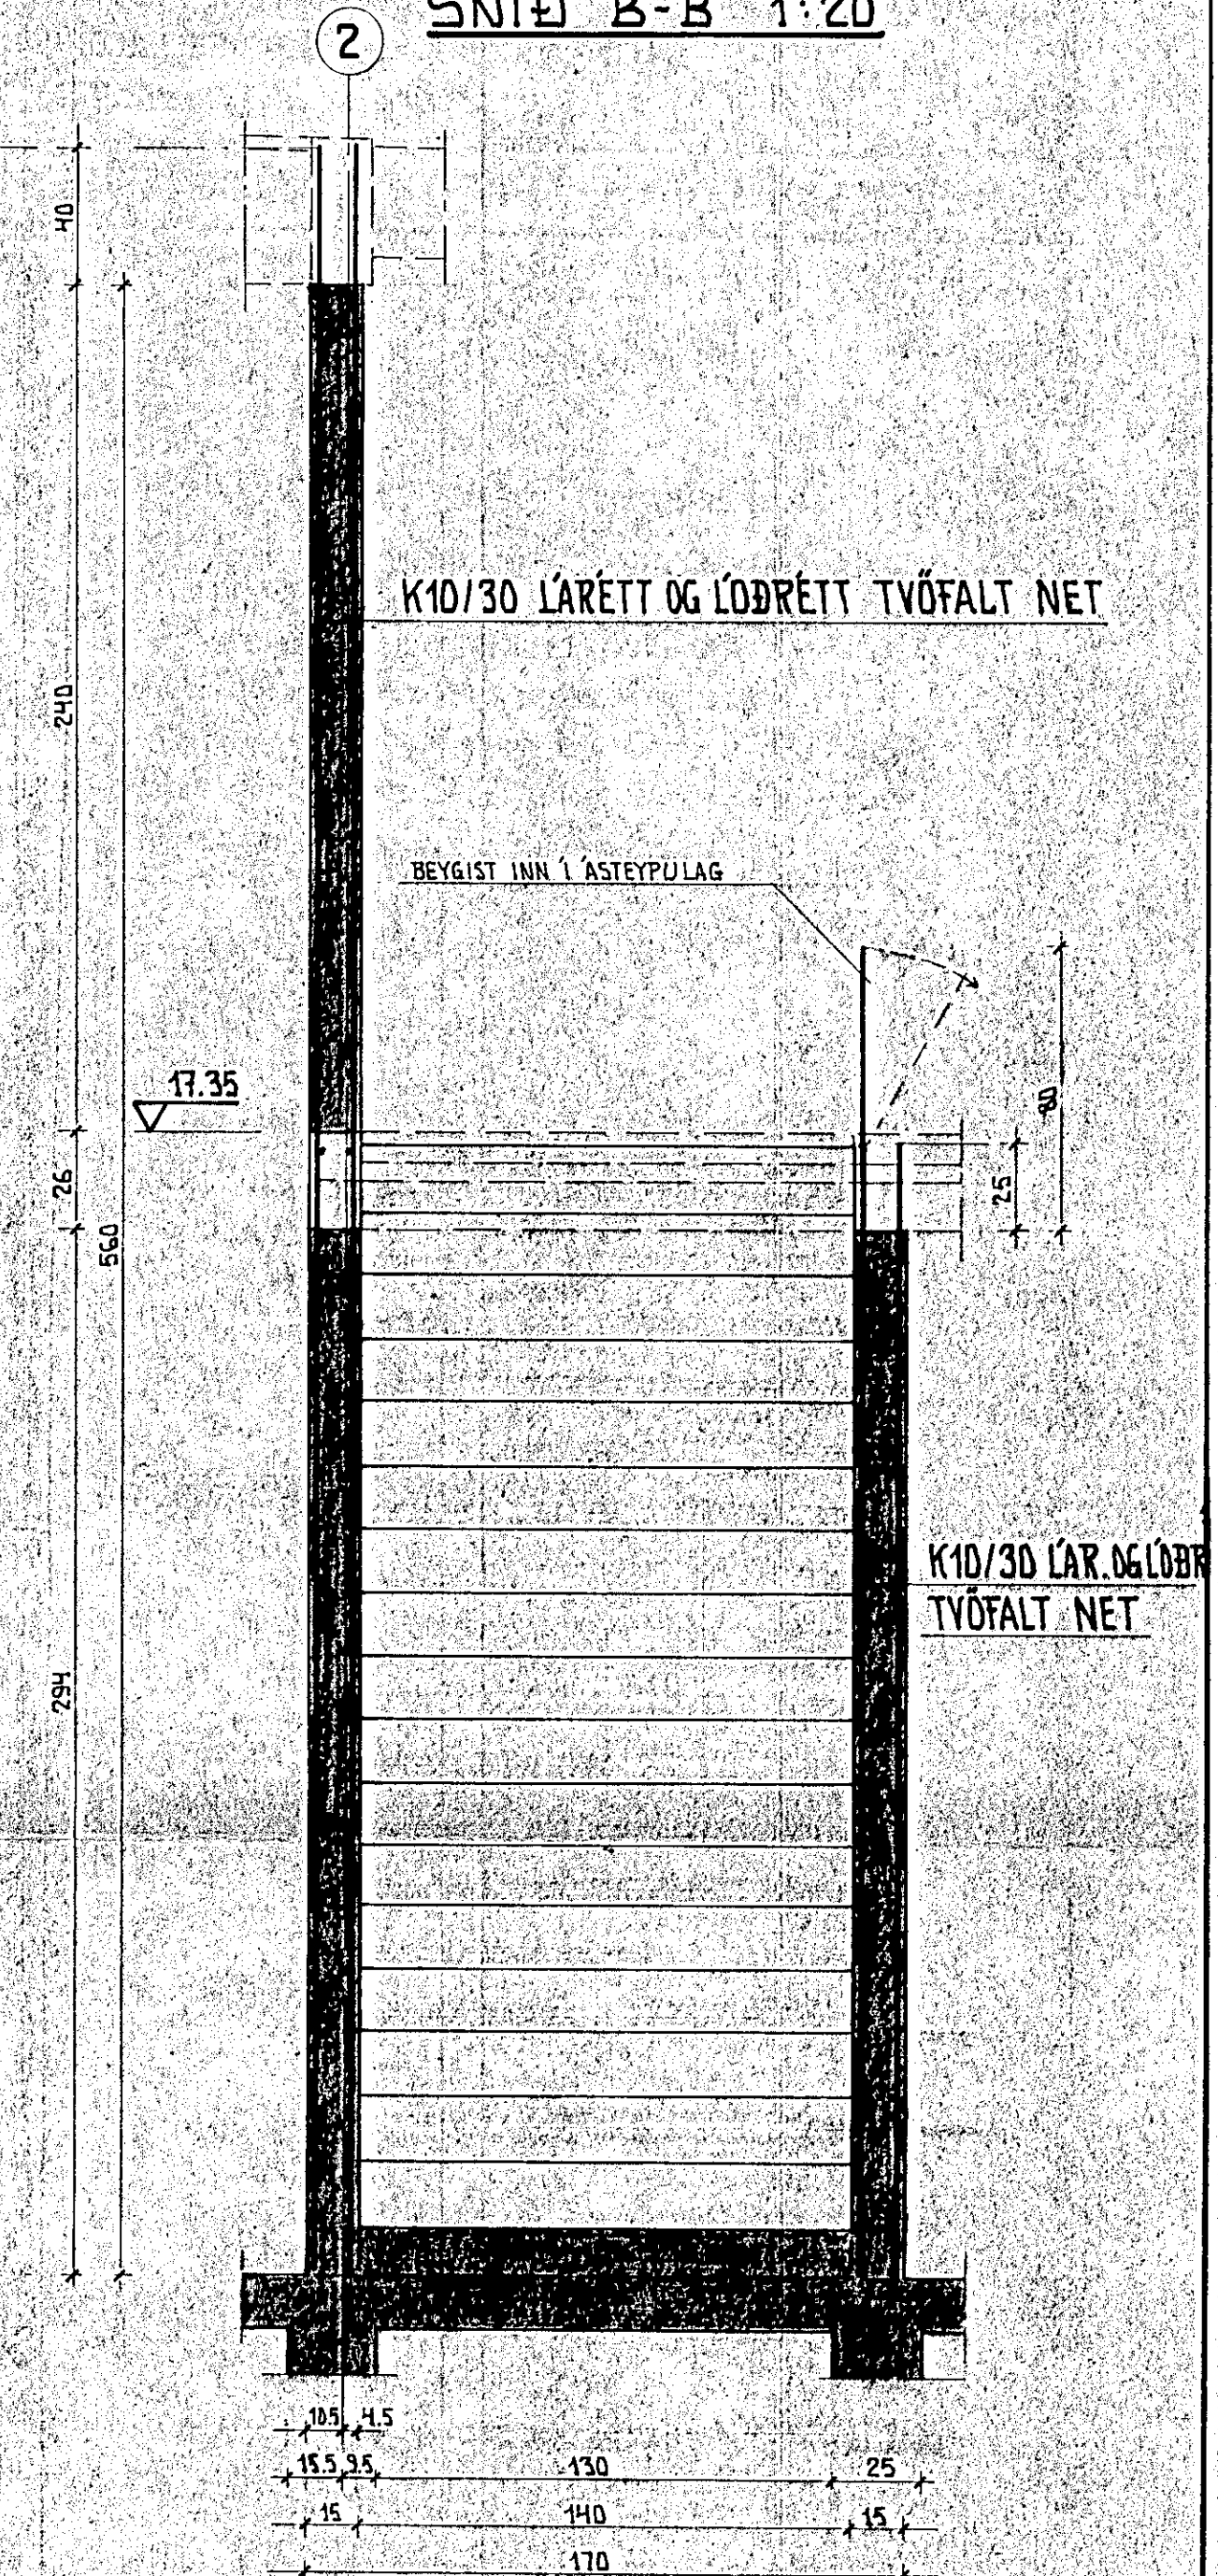 SNIÐ B-B 1:20
2
40
K10/30 LÁRÉTT OG LÓÐRÉTT TVÖFALT NET
240
BEYGIST INN Í ÁSTEYPULAG
17.35
80
26
25
560
K10/30 LÁR. OG LÓÐR
TVÖFALT NET
294
10.5 4.5
15.5 9.5 130 25
15 140 15
170